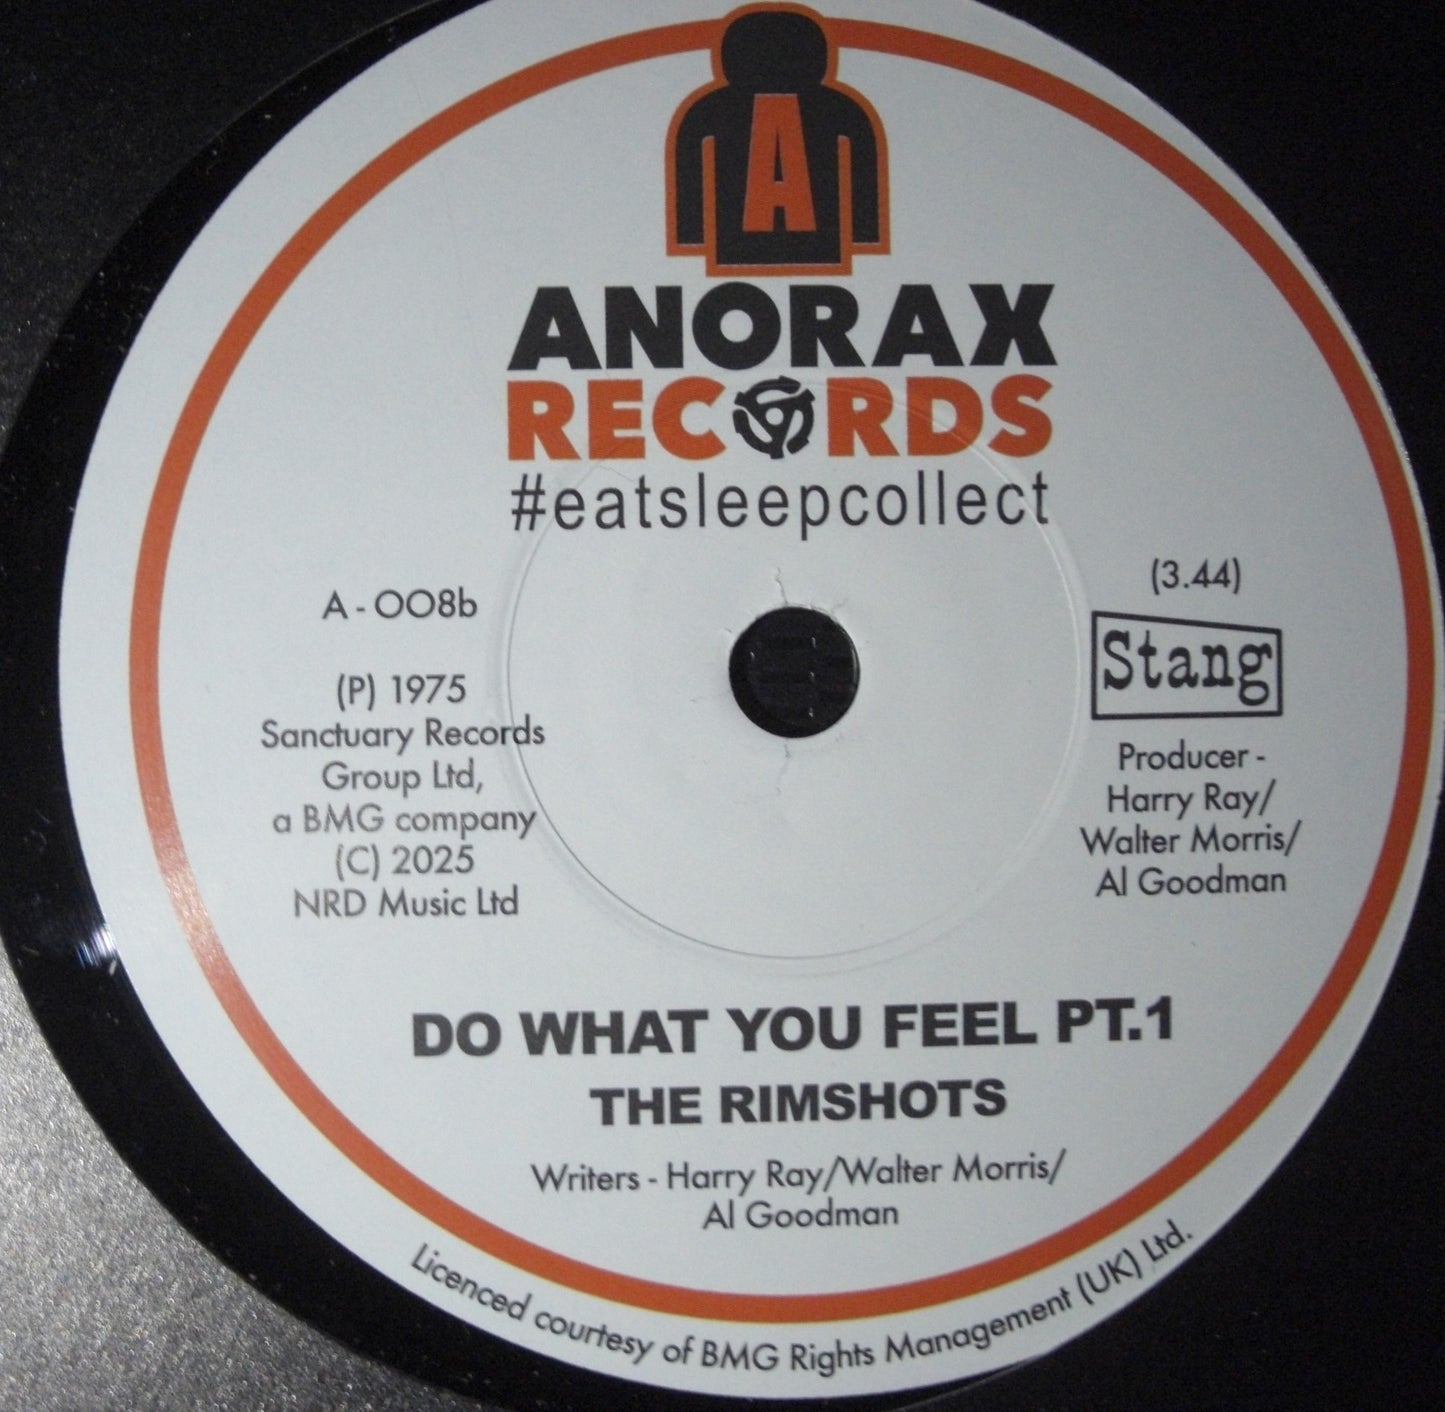 A
ANORAX
RECORDS
#eatsleepcollect
A - OO8b
(P) 1975
Sanctuary Records
Group Ltd,
a BMG company
(C) 2025
NRD Music Ltd
(3.44)
Stang
Producer -
Harry Ray/
Walter Morris/
Al Goodman
DO WHAT YOU FEEL PT.1
THE RIMSHOTS
Writers - Harry Ray/Walter Morris/
Al Goodman
Licenced courtesy of BMG Rights Management (UK) Ltd.